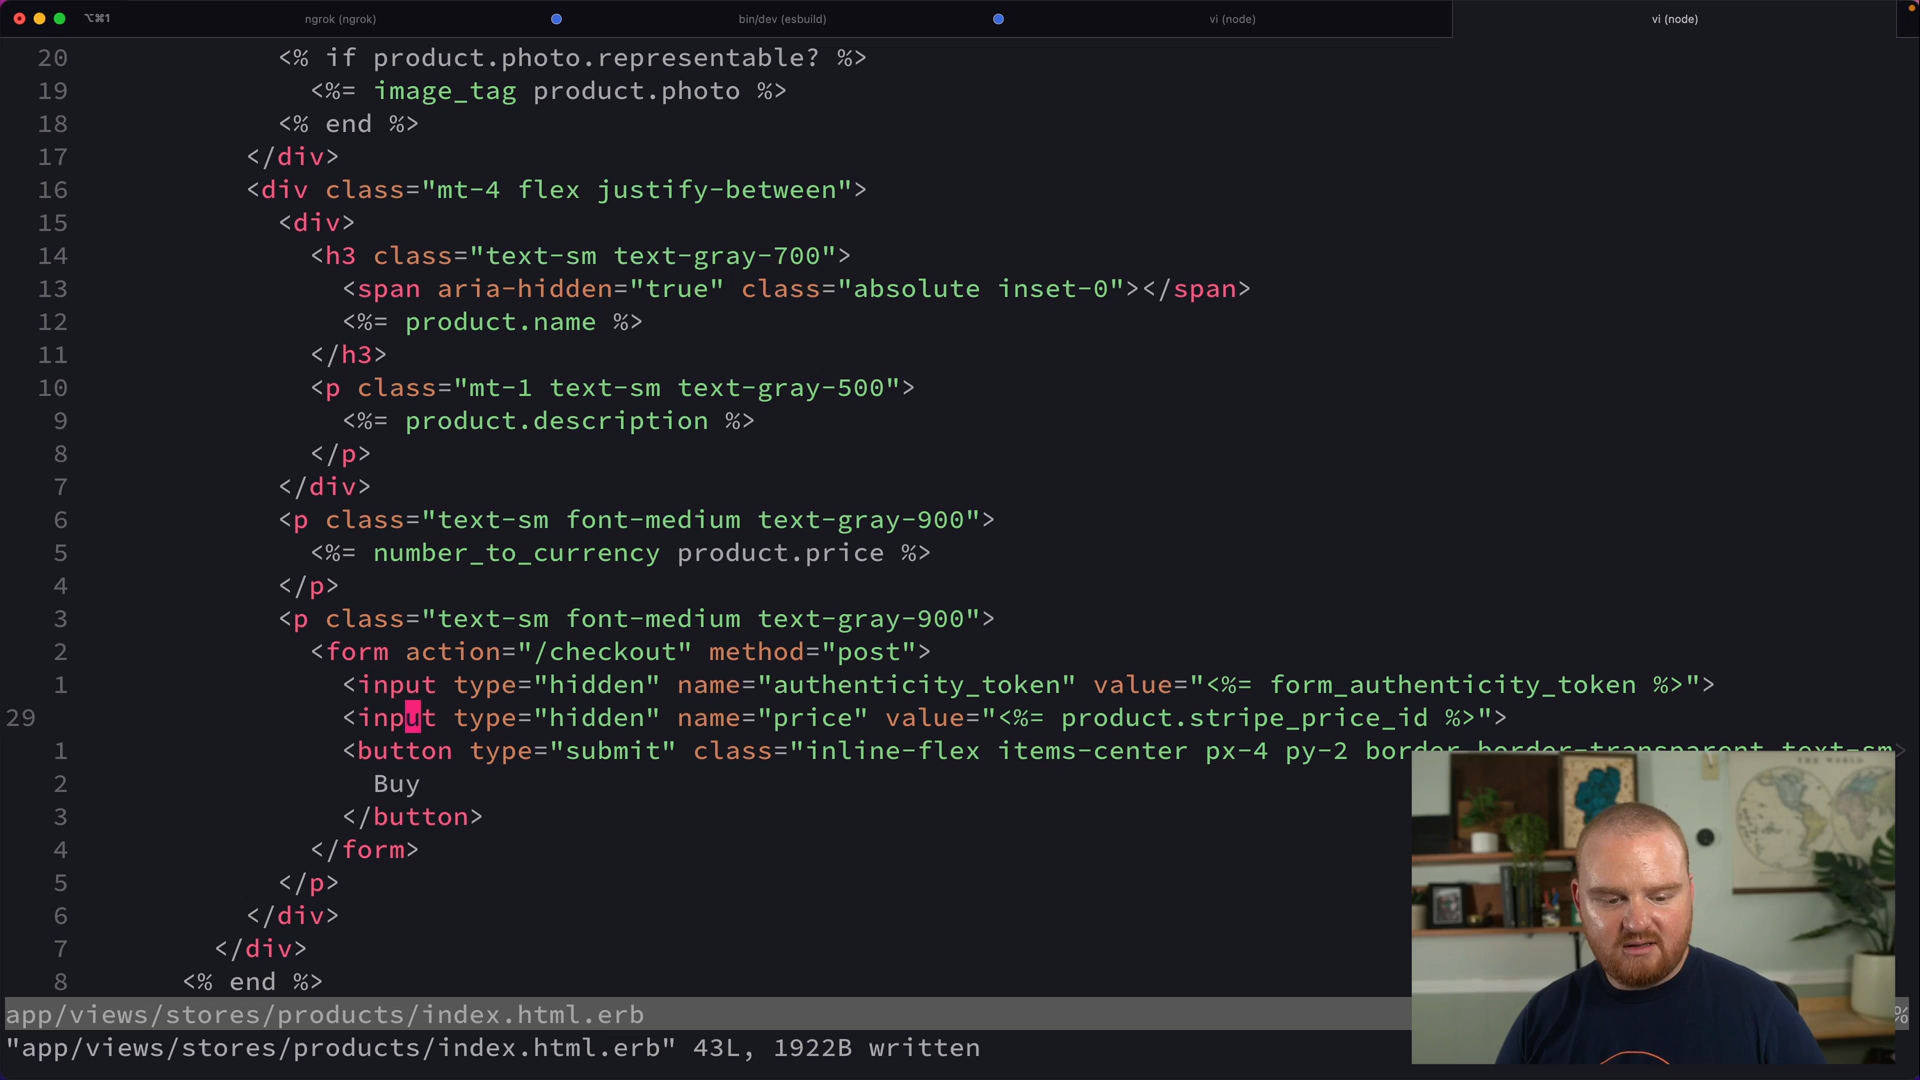 ⌥⌘1 ngrok (ngrok) bin/dev (esbuild) vi (node) vi (node)
20 <% if product.photo.representable? %>
19 <%= image_tag product.photo %>
18 <% end %>
17 </div>
16 <div class="mt-4 flex justify-between">
15 <div>
14 <h3 class="text-sm text-gray-700">
13 <span aria-hidden="true" class="absolute inset-0"></span>
12 <%= product.name %>
11 </h3>
10 <p class="mt-1 text-sm text-gray-500">
9 <%= product.description %>
8 </p>
7 </div>
6 <p class="text-sm font-medium text-gray-900">
5 <%= number_to_currency product.price %>
4 </p>
3 <p class="text-sm font-medium text-gray-900">
2 <form action="/checkout" method="post">
1 <input type="hidden" name="authenticity_token" value="<%= form_authenticity_token %>">
29 <input type="hidden" name="price" value="<%= product.stripe_price_id %>">
1 <button type="submit" class="inline-flex items-center px-4 py-2 border border-transparent text-sm>
2 Buy
3 </button>
4 </form>
5 </p>
6 </div>
7 </div>
8 <% end %>
app/views/stores/products/index.html.erb %
"app/views/stores/products/index.html.erb" 43L, 1922B written
THE WORLD